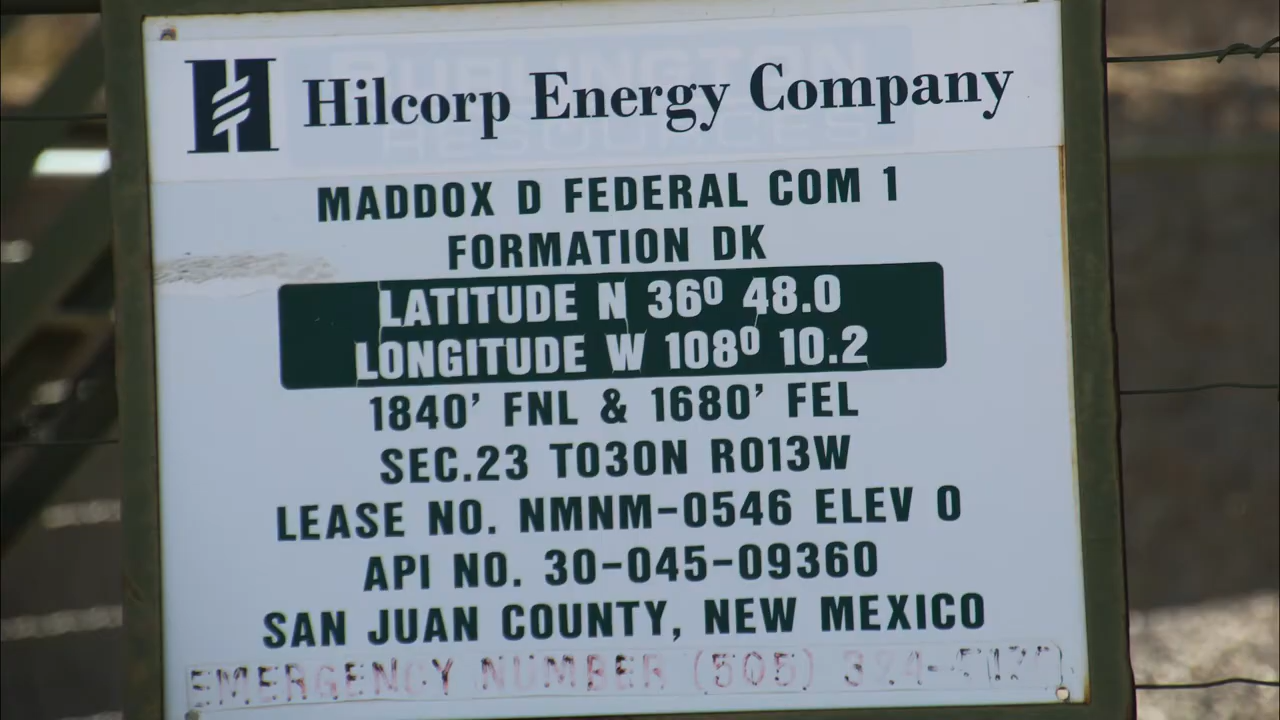 Hilcorp Energy Company
MADDOX D FEDERAL COM 1
FORMATION DK
LATITUDE N 36º 48.0
LONGITUDE W 108º 10.2
1840' FNL & 1680' FEL
SEC.23 T030N R013W
LEASE NO. NMNM-0546 ELEV 0
API NO. 30-045-09360
SAN JUAN COUNTY, NEW MEXICO
EMERGENCY NUMBER (505)